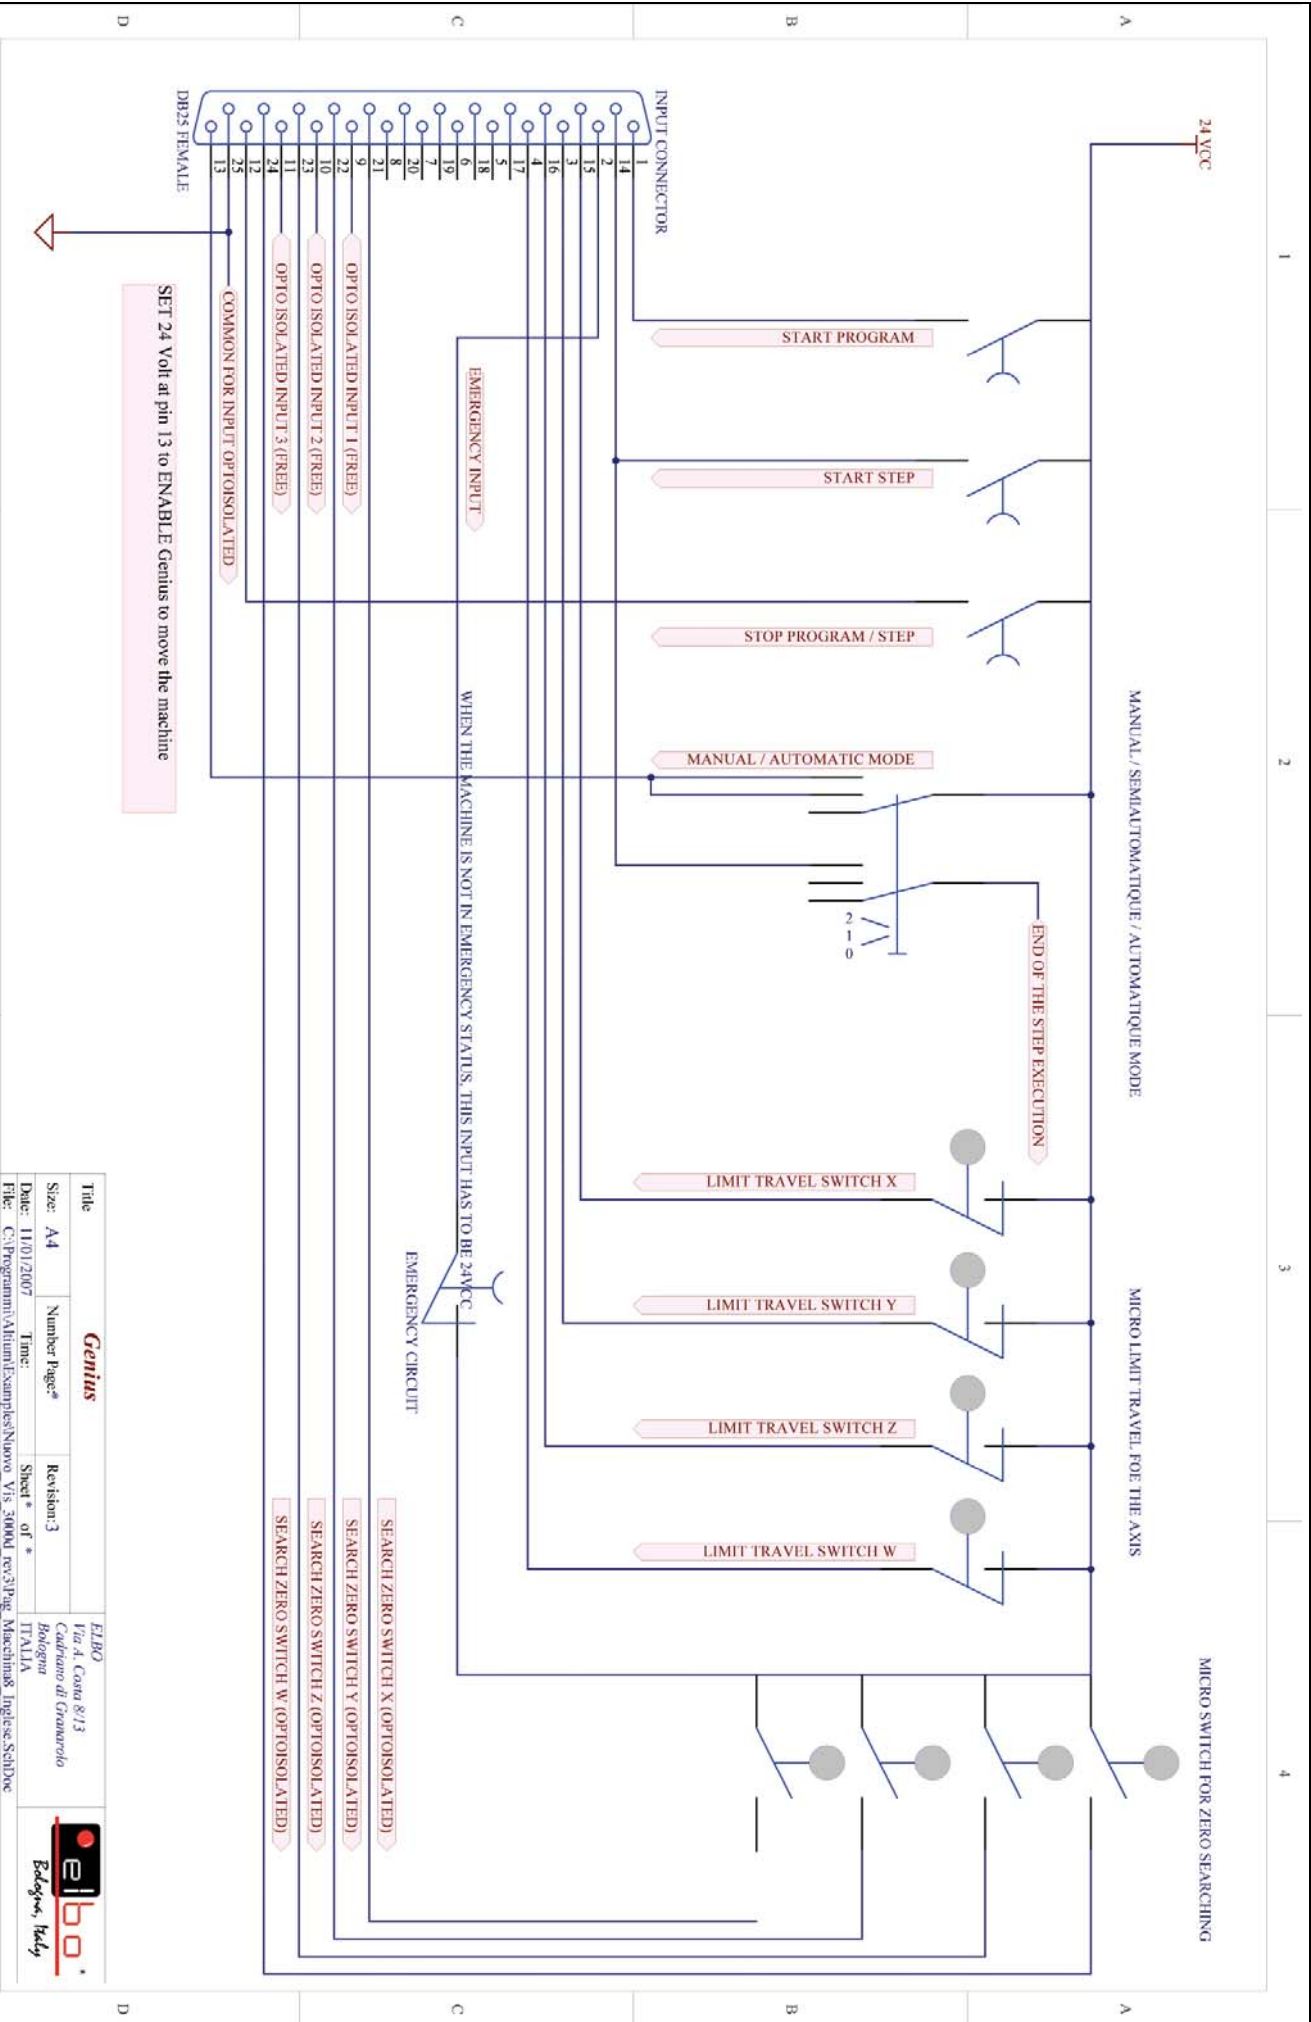 1
2
3
4
A
A
B
B
C
C
D
D
24 VCC
MANUAL / SEMIAUTOMATIQUE / AUTOMATIQUE MODE
MICRO LIMIT TRAVEL FOE THE AXIS
MICRO SWITCH FOR ZERO SEARCHING
END OF THE STEP EXECUTION
2
1
0
START PROGRAM
START STEP
STOP PROGRAM / STEP
MANUAL / AUTOMATIC MODE
LIMIT TRAVEL SWITCH X
LIMIT TRAVEL SWITCH Y
LIMIT TRAVEL SWITCH Z
LIMIT TRAVEL SWITCH W
INPUT CONNECTOR
1
14
2
15
3
16
4
17
5
18
6
19
7
20
8
21
9
22
10
23
11
24
12
25
13
DB25 FEMALE
EMERGENCY INPUT
WHEN THE MACHINE IS NOT IN EMERGENCY STATUS, THIS INPUT HAS TO BE 24VCC
EMERGENCY CIRCUIT
OPTO ISOLATED INPUT 1 (FREE)
OPTO ISOLATED INPUT 2 (FREE)
OPTO ISOLATED INPUT 3 (FREE)
COMMON FOR INPUT OPTOISOLATED
SEARCH ZERO SWITCH X (OPTOISOLATED)
SEARCH ZERO SWITCH Y (OPTOISOLATED)
SEARCH ZERO SWITCH Z (OPTOISOLATED)
SEARCH ZERO SWITCH W (OPTOISOLATED)
SET 24 Volt at pin 13 to ENABLE Genius to move the machine
Title
Genius
Size: A4
Number Page:*
Revision:3
Date: 11/01/2007
Time:
Sheet * of *
File: C:\Programmi\Altium\Examples\Nuovo_Vis_3000d_rev3\Pag_Macchina8_Inglese.SchDoc
ELBO
Via A. Costa 8/13
Cadriano di Granarolo
Bologna
ITALIA
elbo
Bologna, Italy
*